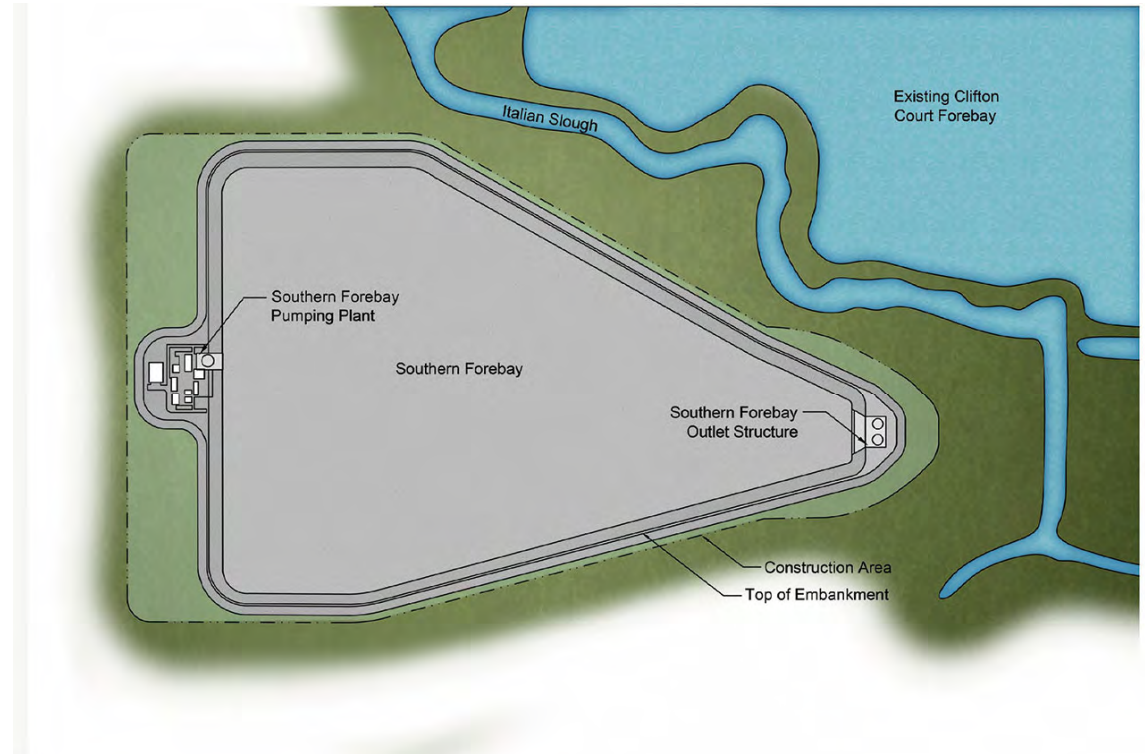 Existing Clifton
Court Forebay
Italian Slough
Southern Forebay
Pumping Plant
Southern Forebay
Southern Forebay
Outlet Structure
Construction Area
Top of Embankment